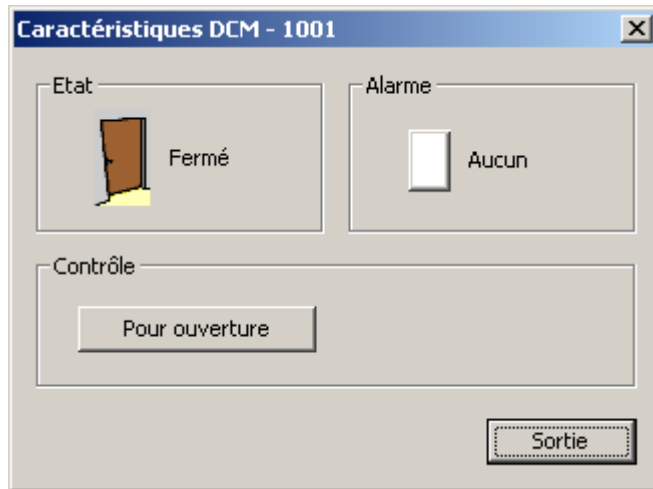 Caractéristiques DCM - 1001
Etat
Alarme
Fermé
Aucun
Contrôle
Pour ouverture
Sortie